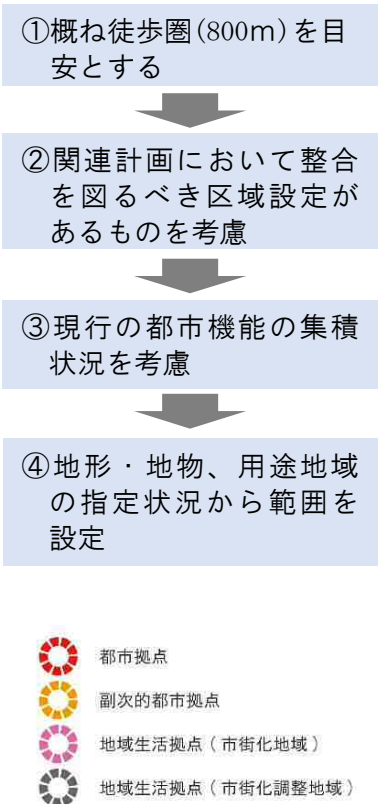 ①概ね徒歩圏(800m)を目
安とする
②関連計画において整合
を図るべき区域設定が
あるものを考慮
③現行の都市機能の集積
状況を考慮
④地形・地物、用途地域
の指定状況から範囲を
設定
都市拠点
副次的都市拠点
地域生活拠点(市街化地域)
地域生活拠点(市街化調整地域)